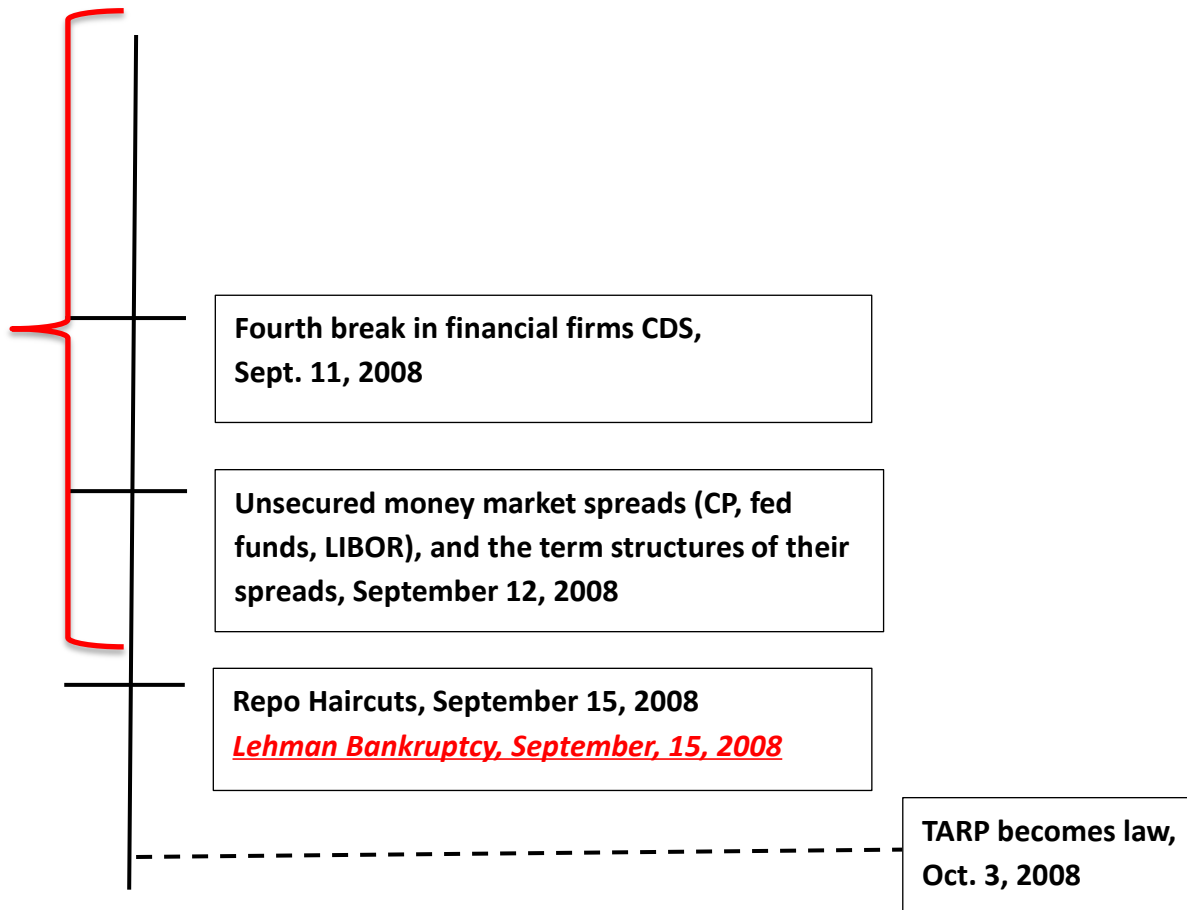 Fourth break in financial firms CDS,
Sept. 11, 2008
Unsecured money market spreads (CP, fed
funds, LIBOR), and the term structures of their
spreads, September 12, 2008
Repo Haircuts, September 15, 2008
Lehman Bankruptcy, September, 15, 2008
TARP becomes law,
Oct. 3, 2008